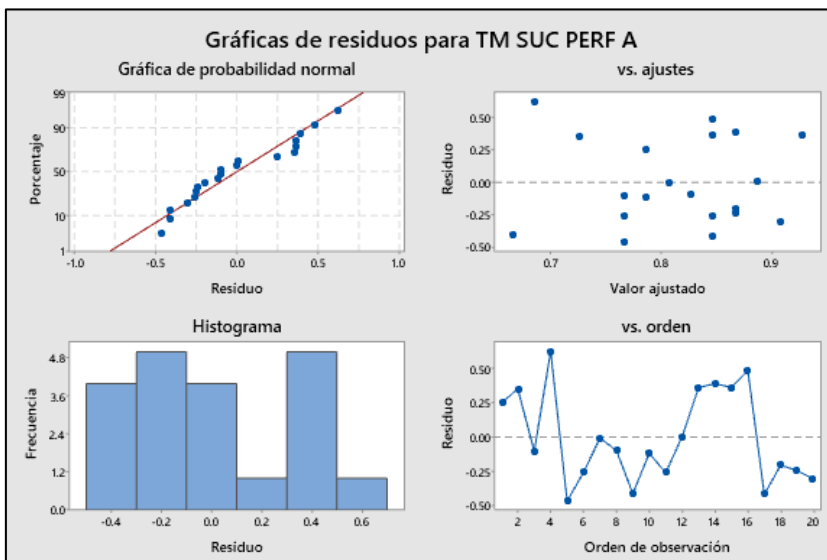 Gráficas de residuos para TM SUC PERF A
Gráfica de probabilidad normal
99
90
50
10
1
Porcentaje
-1.0 -0.5 0.0 0.5 1.0
Residuo
vs. ajustes
0.50
0.25
0.00
-0.25
-0.50
Residuo
0.7 0.8 0.9
Valor ajustado
Histograma
4.8
3.6
2.4
1.2
0.0
Frecuencia
-0.4 -0.2 0.0 0.2 0.4 0.6
Residuo
vs. orden
0.50
0.25
0.00
-0.25
-0.50
Residuo
2 4 6 8 10 12 14 16 18 20
Orden de observación